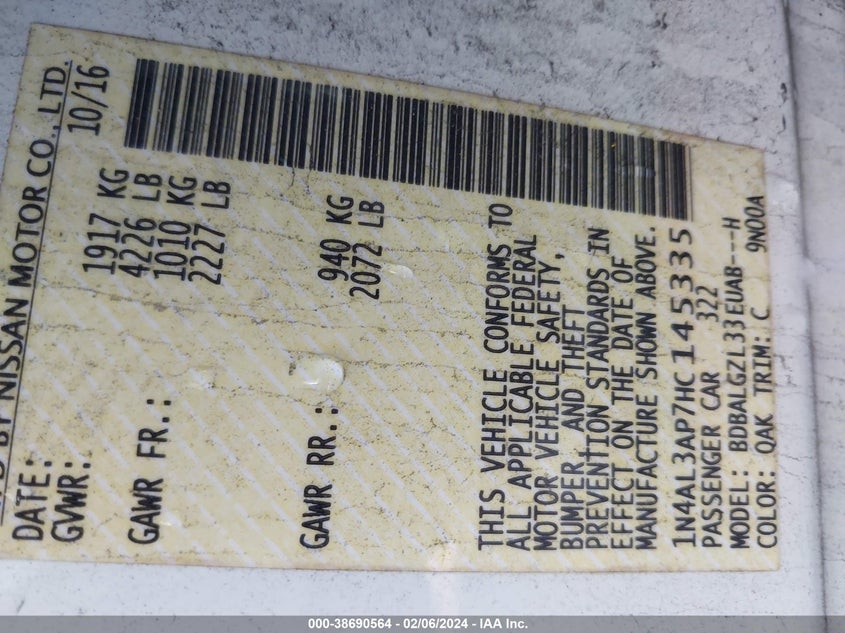 BY NISSAN MOTOR CO., LTD.
DATE: 10/16
GVWR: 1917 KG
4226 LB
GAWR FR.: 1010 KG
2227 LB
GAWR RR.: 940 KG
2072 LB
THIS VEHICLE CONFORMS TO
ALL APPLICABLE FEDERAL
MOTOR VEHICLE SAFETY,
BUMPER AND THEFT
PREVENTION STANDARDS IN
EFFECT ON THE DATE OF
MANUFACTURE SHOWN ABOVE.
1N4AL3AP7HC145335
PASSENGER CAR 322
MODEL: BDBALGZL33EUAB---H
COLOR: QAK TRIM: C 9N00A
000-38690564 - 02/06/2024 - IAA Inc.